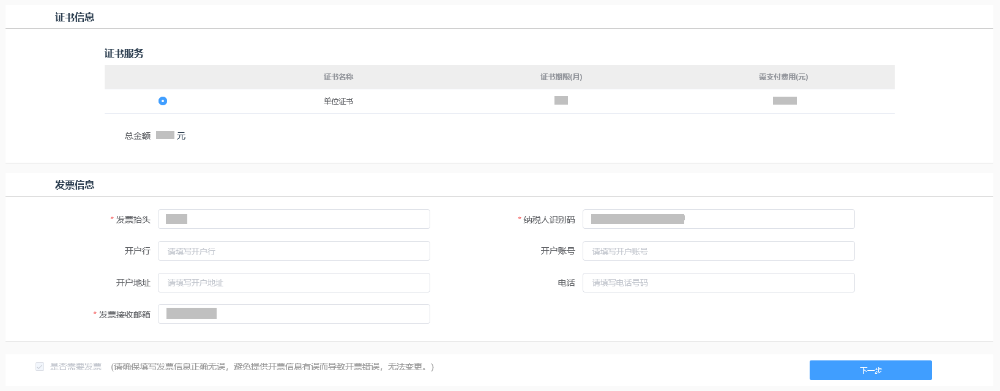 证书信息
证书服务
证书名称 证书期限(月) 需支付费用(元)
单位证书
总金额 元
发票信息
* 发票抬头 * 纳税人识别码
开户行 请填写开户行 开户账号 请填写开户账号
开户地址 请填写开户地址 电话 请填写电话号码
* 发票接收邮箱
是否需要发票 (请确保填写发票信息正确无误，避免提供开票信息有误而导致开票错误，无法变更。) 下一步